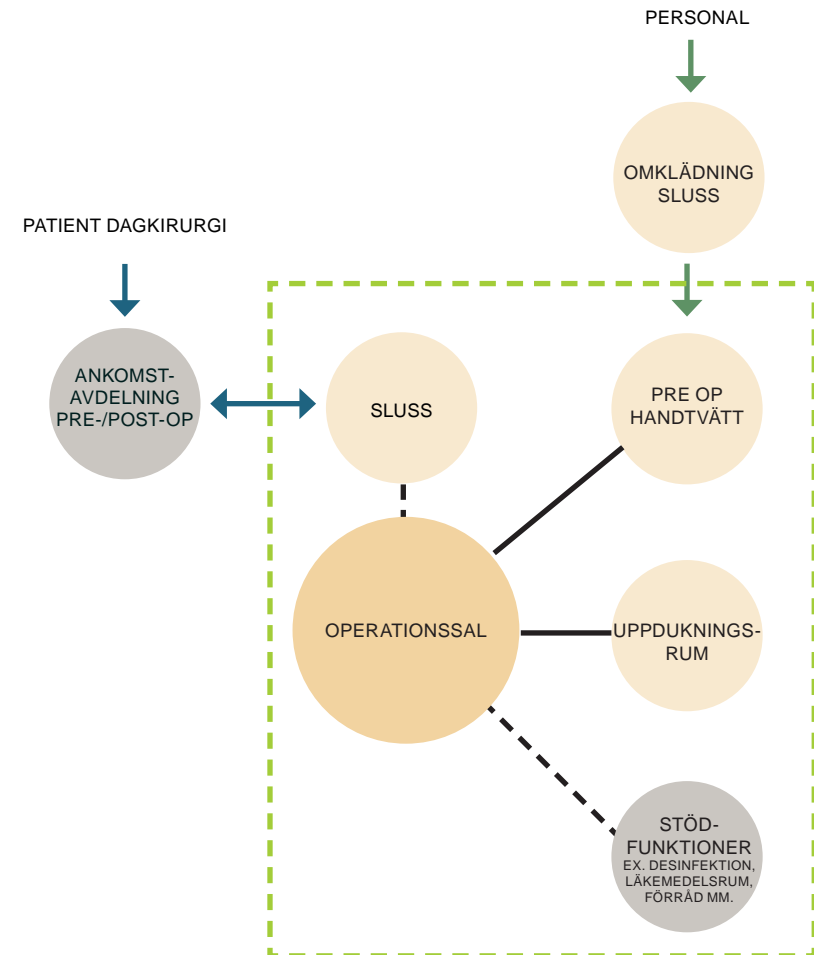 PERSONAL
OMKLÄDNING
SLUSS
PATIENT DAGKIRURGI
ANKOMST-
AVDELNING
PRE-/POST-OP
SLUSS
PRE OP
HANDTVÄTT
OPERATIONSSAL
UPPDUKNINGS-
RUM
STÖD-
FUNKTIONER
EX. DESINFEKTION,
LÄKEMEDELSRUM,
FÖRRÅD MM.